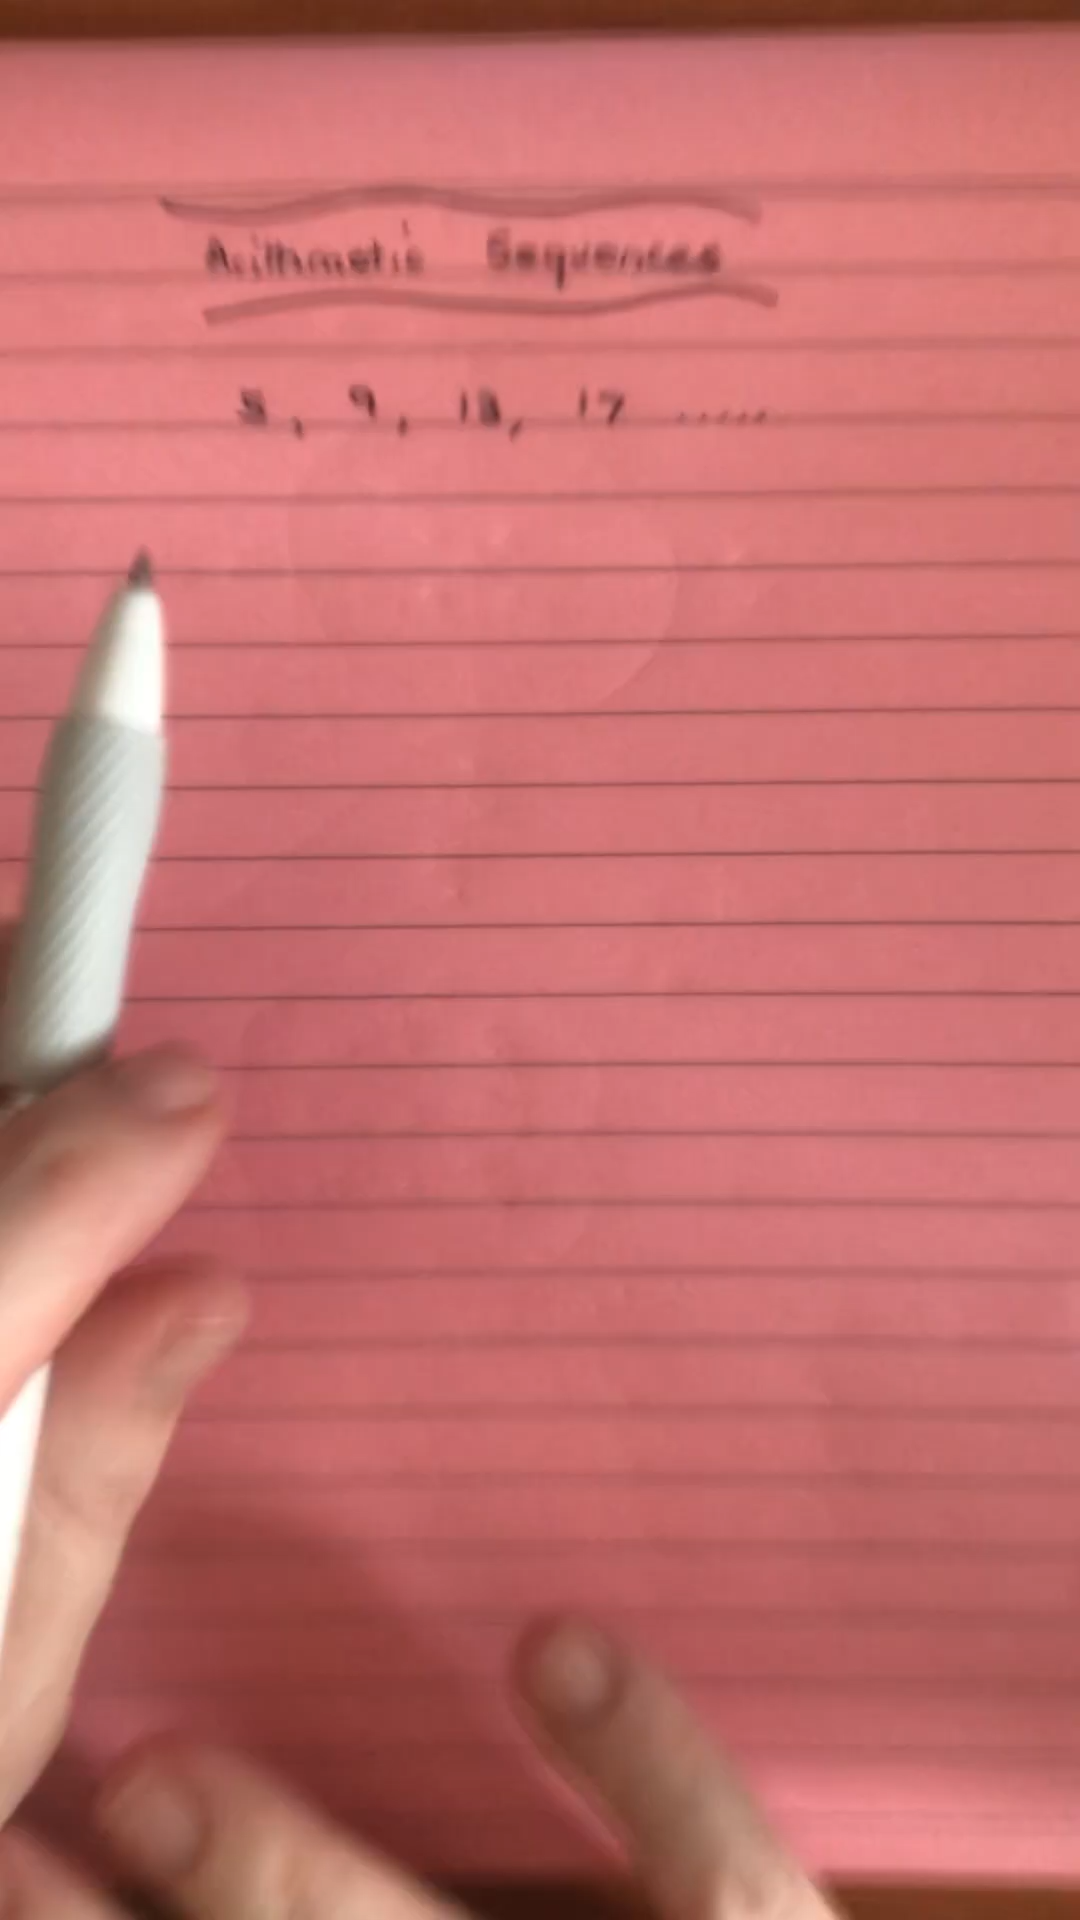 Arithmetic Sequences
5, 9, 13, 17 .....